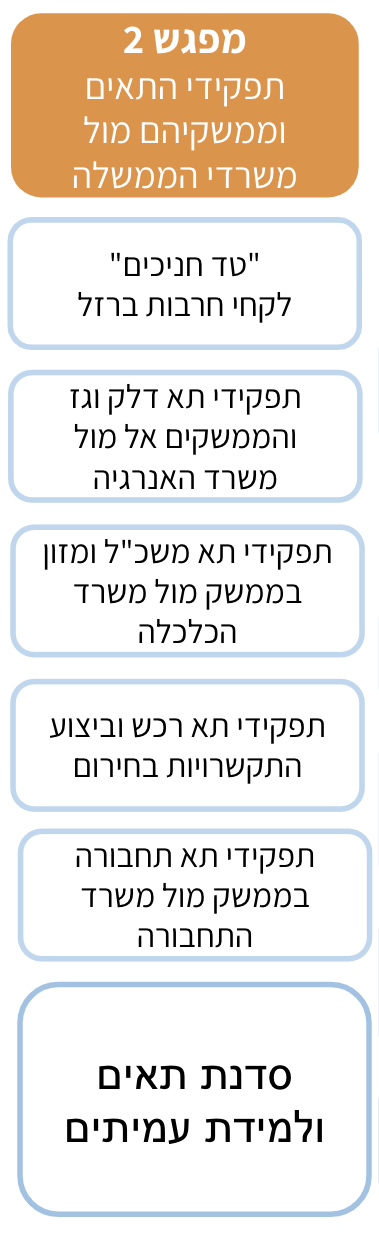 מפגש 2
תפקידי התאים
וממשקיהם מול
משרדי הממשלה
"טד חניכים"
לקחי חרבות ברזל
תפקידי תא דלק וגז
והממשקים אל מול
משרד האנרגיה
תפקידי תא משכ"ל ומזון
בממשק מול משרד
הכלכלה
תפקידי תא רכש וביצוע
התקשרויות בחירום
תפקידי תא תחבורה
בממשק מול משרד
התחבורה
סדנת תאים
ולמידת עמיתים